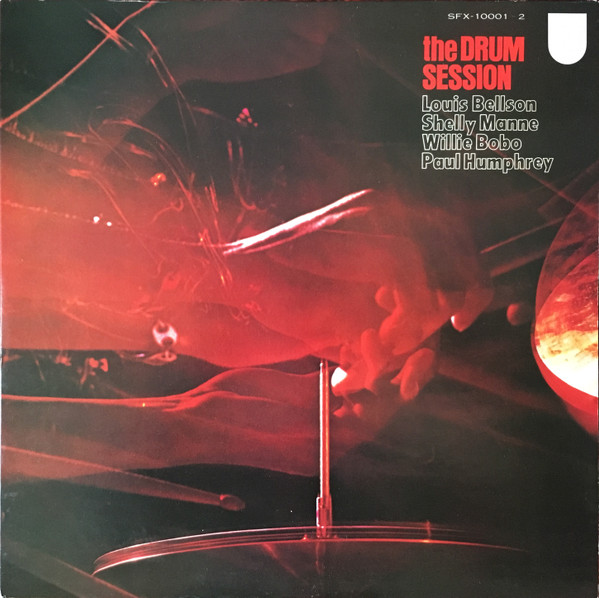 SFX-10001~2
the DRUM
SESSION
Louis Bellson
Shelly Manne
Willie Bobo
Paul Humphrey